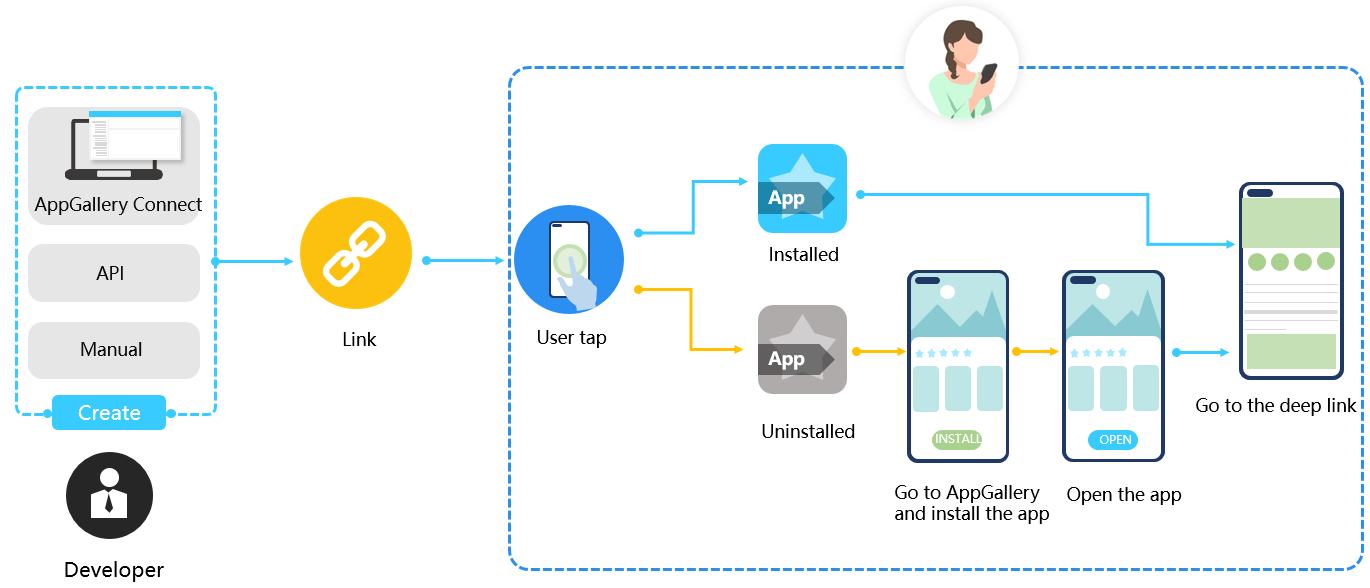 AppGallery Connect
API
Manual
Create
Developer
Link
User tap
App
Installed
App
Uninstalled
INSTALL
Go to AppGallery
and install the app
OPEN
Open the app
Go to the deep link